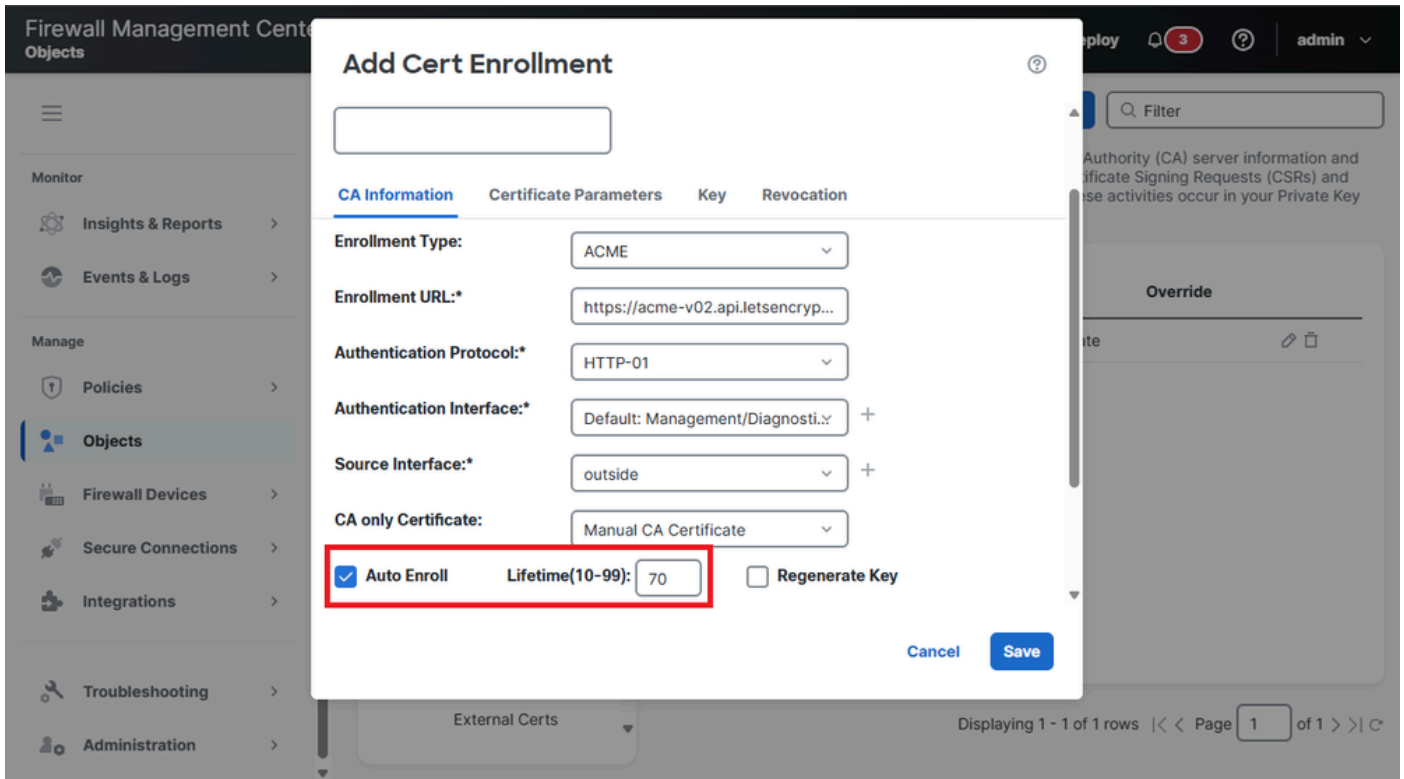 Firewall Management Cente
Objects
eploy
3
admin
Monitor
Insights & Reports
Events & Logs
Manage
Policies
Objects
Firewall Devices
Secure Connections
Integrations
Troubleshooting
Administration
Add Cert Enrollment
CA Information Certificate Parameters Key Revocation
Enrollment Type:
ACME
Enrollment URL:*
https://acme-v02.api.letsencryp...
Authentication Protocol:*
HTTP-01
Authentication Interface:*
Default: Management/Diagnosti...
Source Interface:*
outside
CA only Certificate:
Manual CA Certificate
Auto Enroll Lifetime(10-99): 70 Regenerate Key
Cancel Save
Filter
Authority (CA) server information and
ificate Signing Requests (CSRs) and
ese activities occur in your Private Key
Override
ate
External Certs
Displaying 1 - 1 of 1 rows |< < Page 1 of 1 > >|